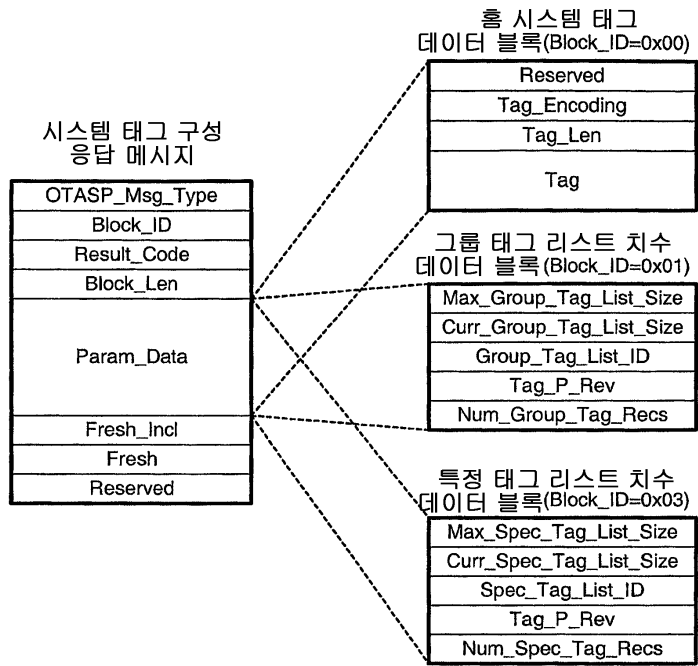 시스템 태그 구성
응답 메시지
OTASP_Msg_Type
Block_ID
Result_Code
Block_Len
Param_Data
Fresh_Incl
Fresh
Reserved
홈 시스템 태그
데이터 블록(Block_ID=0x00)
Reserved
Tag_Encoding
Tag_Len
Tag
그룹 태그 리스트 치수
데이터 블록(Block_ID=0x01)
Max_Group_Tag_List_Size
Curr_Group_Tag_List_Size
Group_Tag_List_ID
Tag_P_Rev
Num_Group_Tag_Recs
특정 태그 리스트 치수
데이터 블록(Block_ID=0x03)
Max_Spec_Tag_List_Size
Curr_Spec_Tag_List_Size
Spec_Tag_List_ID
Tag_P_Rev
Num_Spec_Tag_Recs